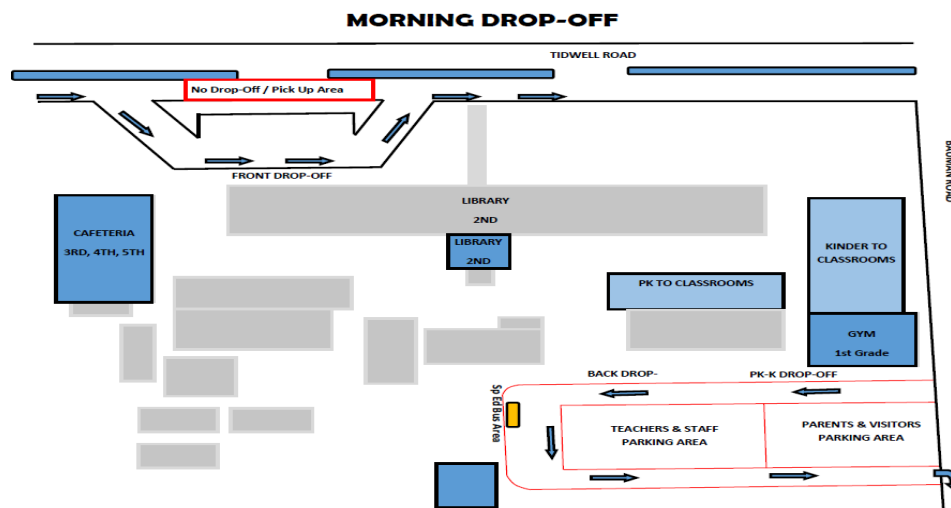 MORNING DROP-OFF
TIDWELL ROAD
No Drop-Off / Pick Up Area
BAUMAN ROAD
FRONT DROP-OFF
LIBRARY
2ND
CAFETERIA
3RD, 4TH, 5TH
LIBRARY
2ND
KINDER TO
CLASSROOMS
PK TO CLASSROOMS
GYM
1st Grade
BACK DROP-
PK-K DROP-OFF
Sp Ed Bus Area
TEACHERS & STAFF
PARKING AREA
PARENTS & VISITORS
PARKING AREA